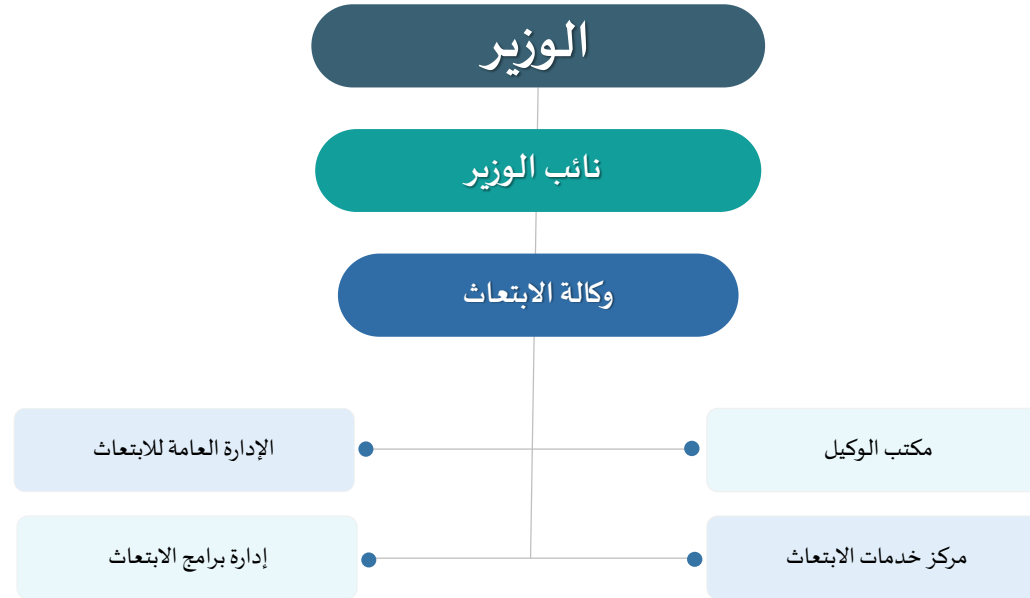 الوزير
نائب الوزير
وكالة الابتعاث
مكتب الوكيل
الإدارة العامة للابتعاث
مركز خدمات الابتعاث
إدارة برامج الابتعاث